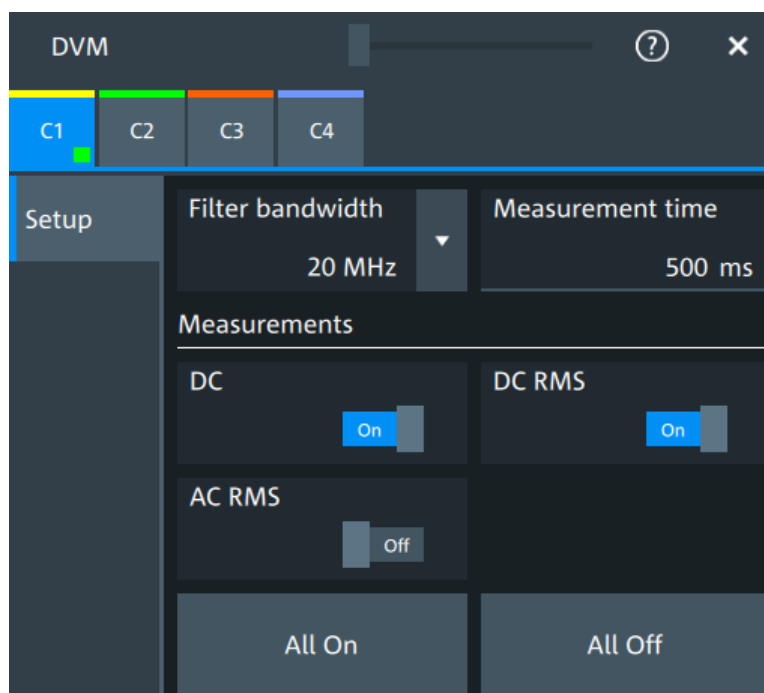 DVM ? ×
C1 C2 C3 C4
Setup
Filter bandwidth
20 MHz
Measurement time
500 ms
Measurements
DC
On
DC RMS
On
AC RMS
Off
All On
All Off